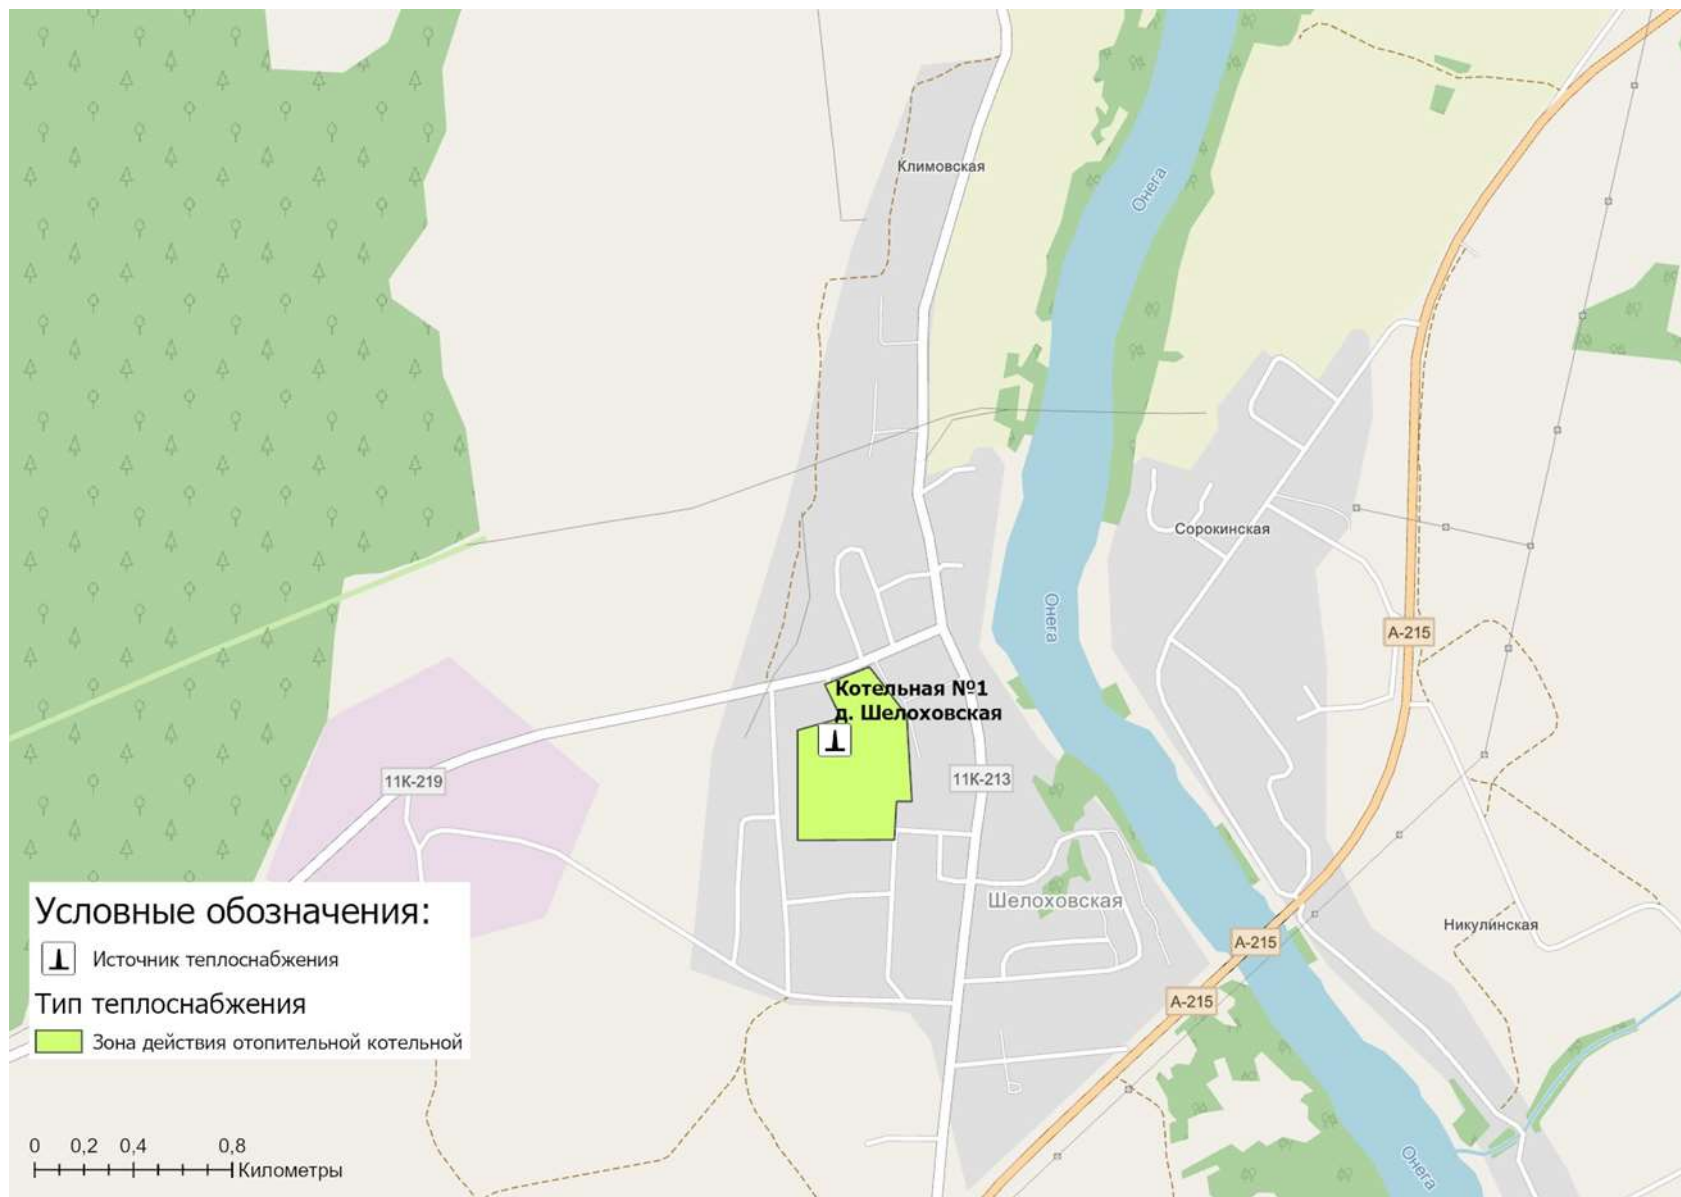 Климовская
Онега
Сорокинская
Онега
А-215
Котельная №1
д. Шелоховская
11К-219
11К-213
Шелоховская
Никулинская
А-215
А-215
Онега
Условные обозначения:
Источник теплоснабжения
Тип теплоснабжения
Зона действия отопительной котельной
0 0,2 0,4 0,8
Километры